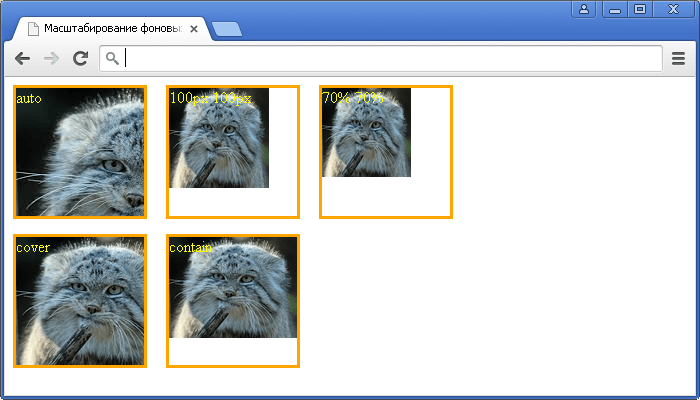 Масштабирование фоновы
auto
100px 100px
70% 70%
cover
contain